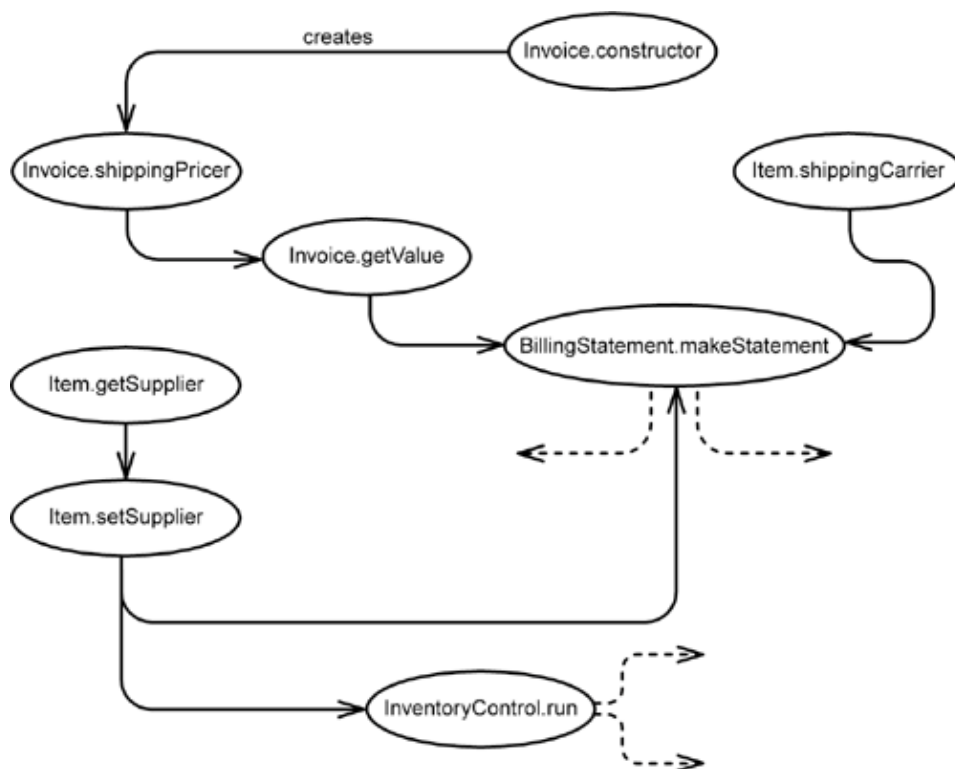 creates
Invoice.constructor
Invoice.shippingPricer
Item.shippingCarrier
Invoice.getValue
BillingStatement.makeStatement
Item.getSupplier
Item.setSupplier
InventoryControl.run